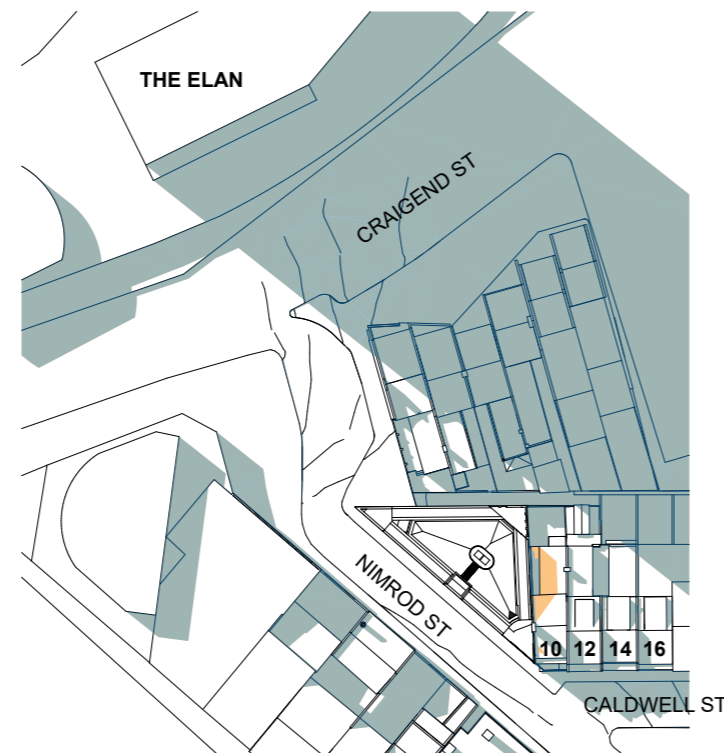 THE ELAN
CRAIGEND ST
NIMROD ST
10 12 14 16
CALDWELL ST